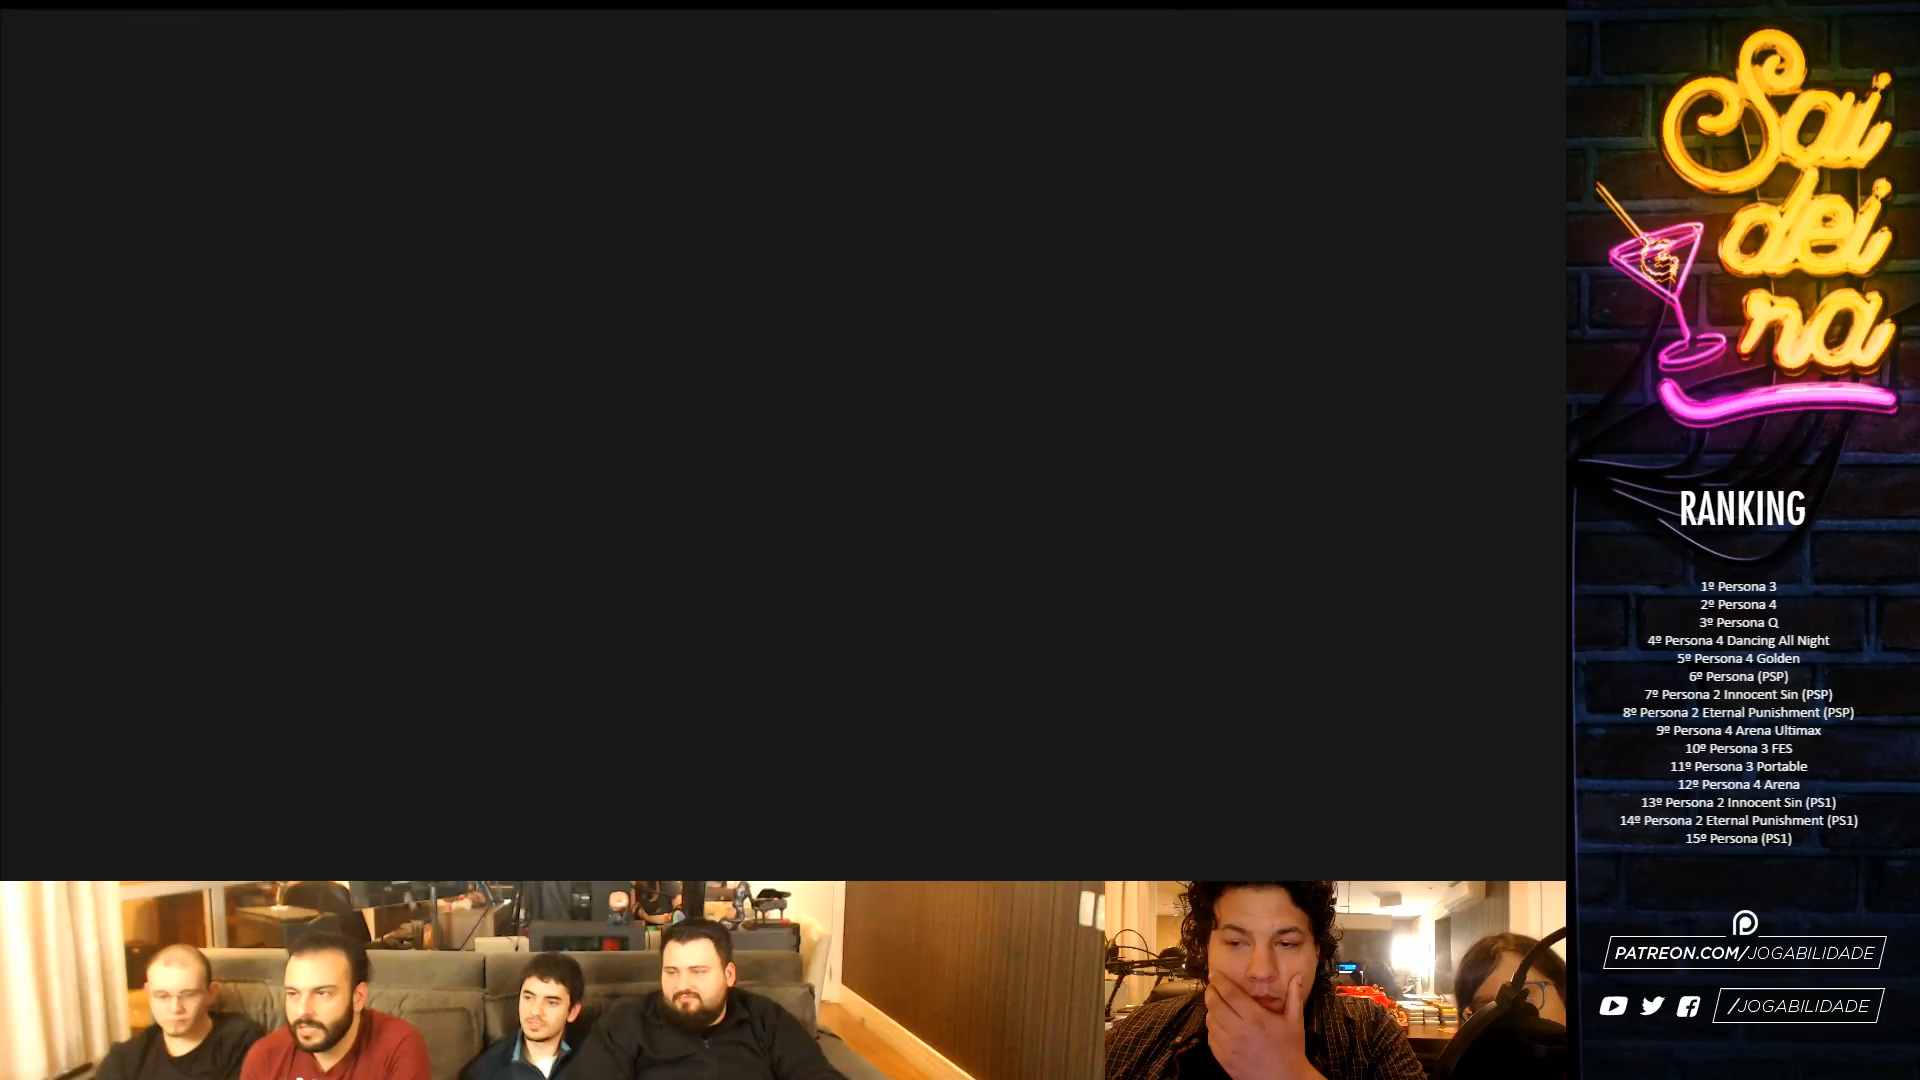 Sai
dei
ra
RANKING
1º Persona 3
2º Persona 4
3º Persona Q
4º Persona 4 Dancing All Night
5º Persona 4 Golden
6º Persona (PSP)
7º Persona 2 Innocent Sin (PSP)
8º Persona 2 Eternal Punishment (PSP)
9º Persona 4 Arena Ultimax
10º Persona 3 FES
11º Persona 3 Portable
12º Persona 4 Arena
13º Persona 2 Innocent Sin (PS1)
14º Persona 2 Eternal Punishment (PS1)
15º Persona (PS1)
PATREON.COM/JOGABILIDADE
/JOGABILIDADE